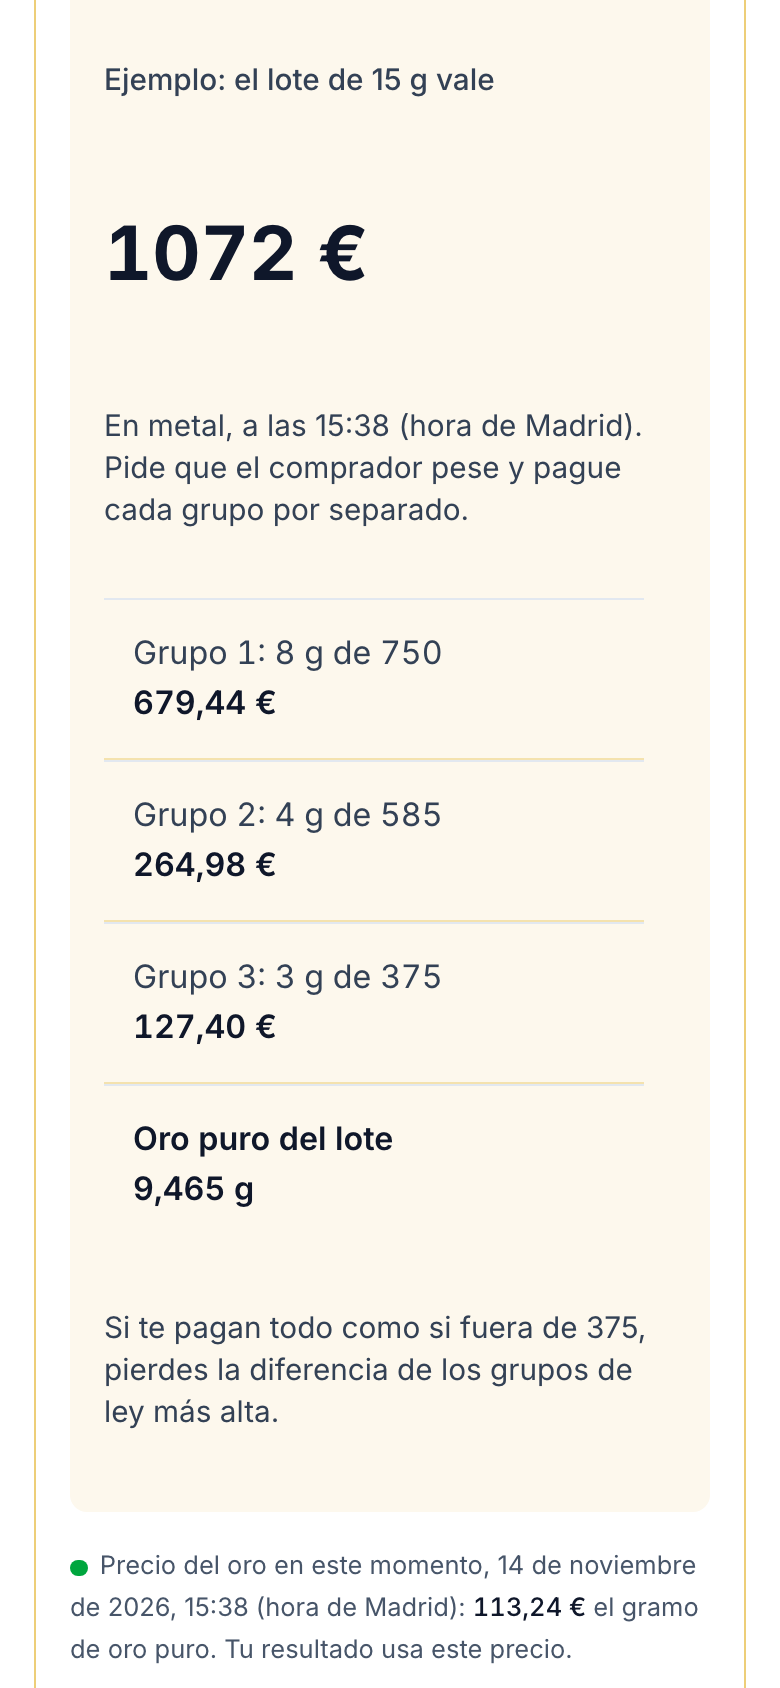 Ejemplo: el lote de 15 g vale
1072 €
En metal, a las 15:38 (hora de Madrid).
Pide que el comprador pese y pague
cada grupo por separado.
Grupo 1: 8 g de 750
679,44 €
Grupo 2: 4 g de 585
264,98 €
Grupo 3: 3 g de 375
127,40 €
Oro puro del lote
9,465 g
Si te pagan todo como si fuera de 375,
pierdes la diferencia de los grupos de
ley más alta.
Precio del oro en este momento, 14 de noviembre
de 2026, 15:38 (hora de Madrid): 113,24 € el gramo
de oro puro. Tu resultado usa este precio.